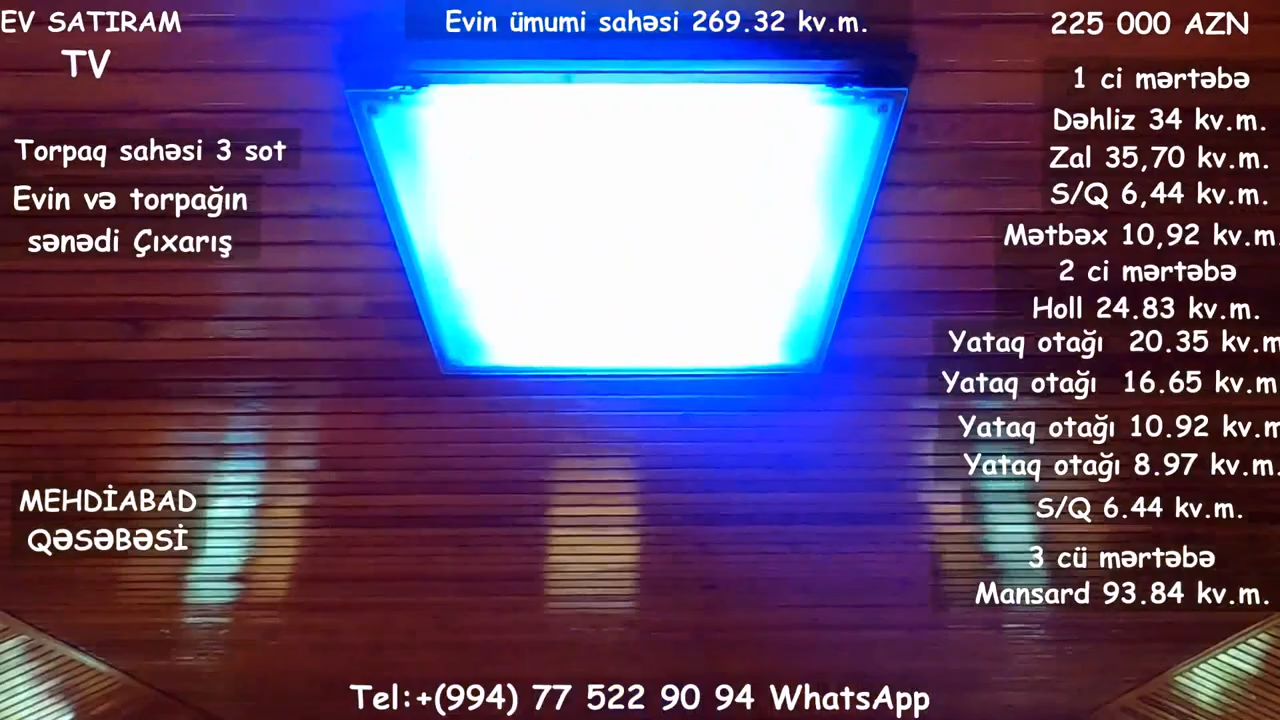 EV SATIRAM
TV
Evin ümumi sahəsi 269.32 kv.m.
225 000 AZN
Torpaq sahəsi 3 sot
Evin və torpağın
sənədi Çıxarış
MEHDİABAD
QƏSƏBƏSİ
1 ci mərtəbə
Dəhliz 34 kv.m.
Zal 35,70 kv.m.
S/Q 6,44 kv.m.
Mətbəx 10,92 kv.m.
2 ci mərtəbə
Holl 24.83 kv.m.
Yataq otağı 20.35 kv.m
Yataq otağı 16.65 kv.m
Yataq otağı 10.92 kv.m
Yataq otağı 8.97 kv.m.
S/Q 6.44 kv.m.
3 cü mərtəbə
Mansard 93.84 kv.m.
Tel:+(994) 77 522 90 94 WhatsApp